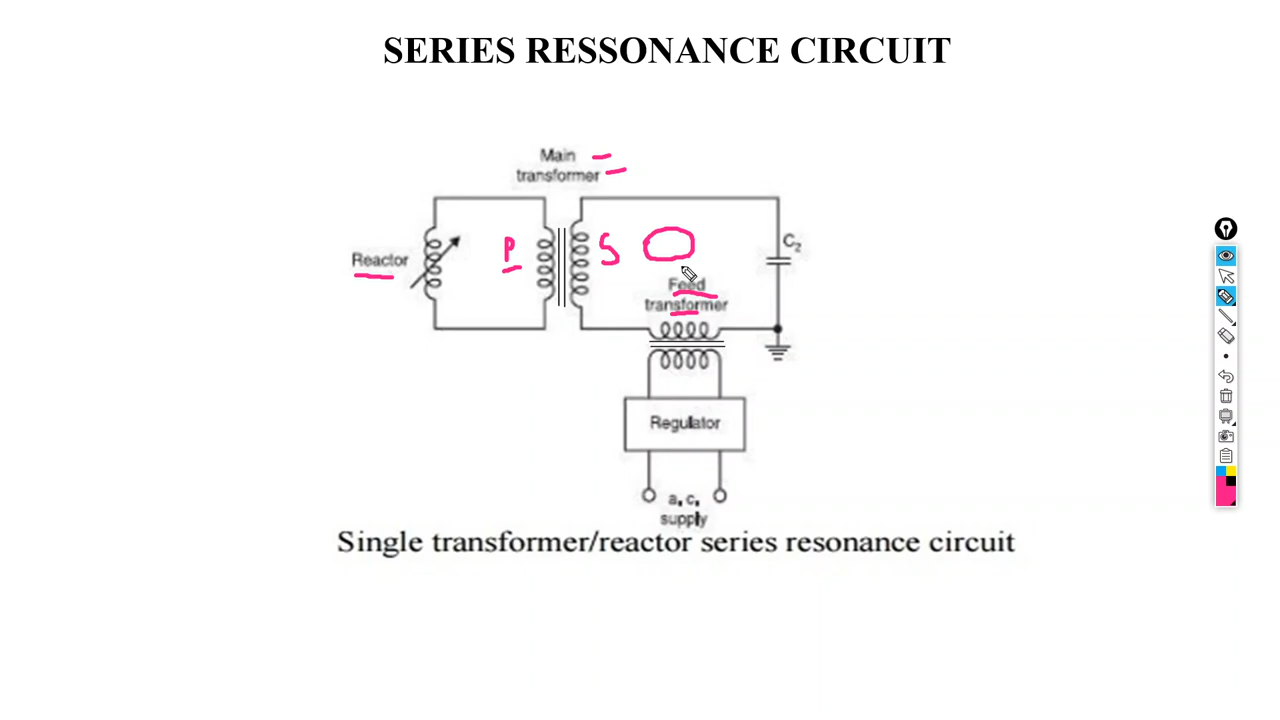 SERIES RESSONANCE CIRCUIT
Main
transformer
Reactor
P
S
C2
Feed
transformer
Regulator
a. c.
supply
Single transformer/reactor series resonance circuit